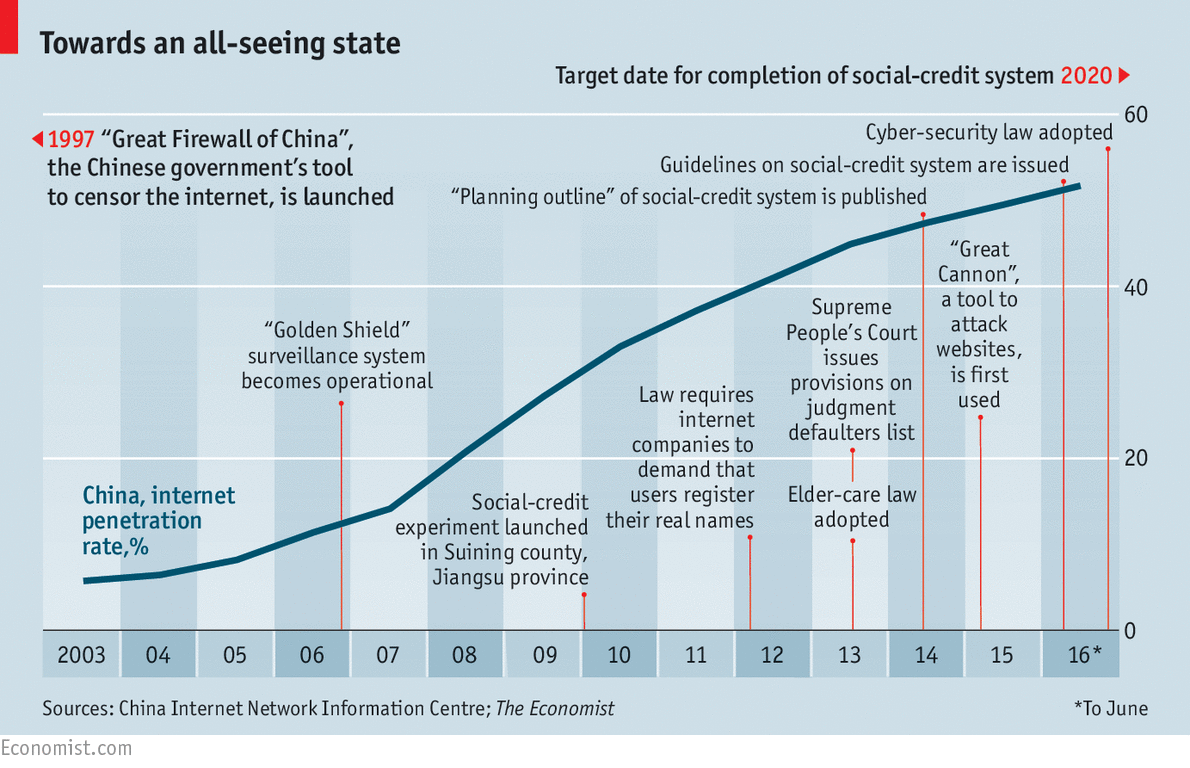 Towards an all-seeing state
Target date for completion of social-credit system 2020
1997 “Great Firewall of China”,
the Chinese government’s tool
to censor the internet, is launched
Cyber-security law adopted
Guidelines on social-credit system are issued
“Planning outline” of social-credit system is published
“Golden Shield”
surveillance system
becomes operational
“Great
Cannon”,
a tool to
attack
websites,
is first
used
Supreme
People’s Court
issues
provisions on
judgment
defaulters list
Law requires
internet
companies to
demand that
users register
their real names
Elder-care law
adopted
China, internet
penetration
rate,%
Social-credit
experiment launched
in Suining county,
Jiangsu province
60
40
20
0
2003 04 05 06 07 08 09 10 11 12 13 14 15 16*
Sources: China Internet Network Information Centre; The Economist
*To June
Economist.com